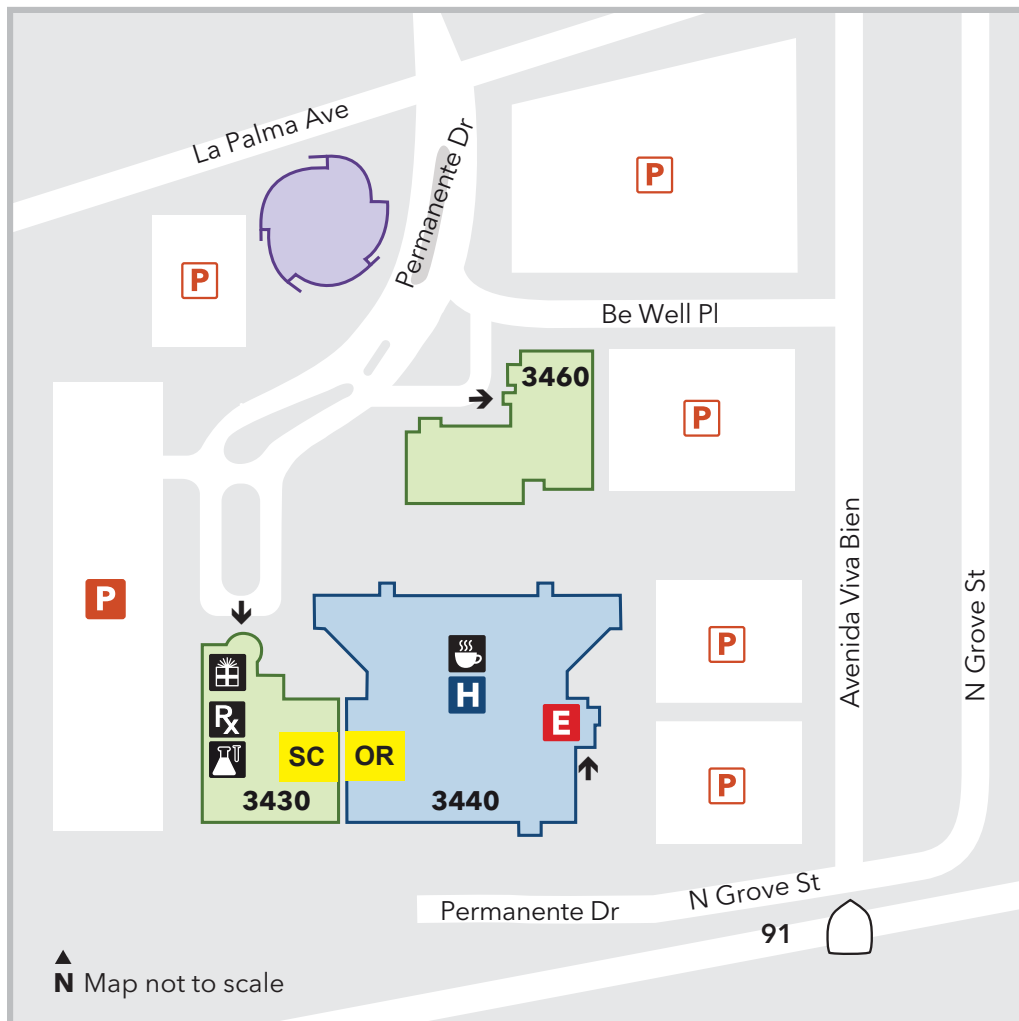 La Palma Ave
Permanente Dr
P
P
Be Well Pl
3460
P
Avenida Viva Bien
N Grove St
P
H
P
Rx
E
SC OR
P
3430
3440
N Grove St
Permanente Dr
91
N Map not to scale